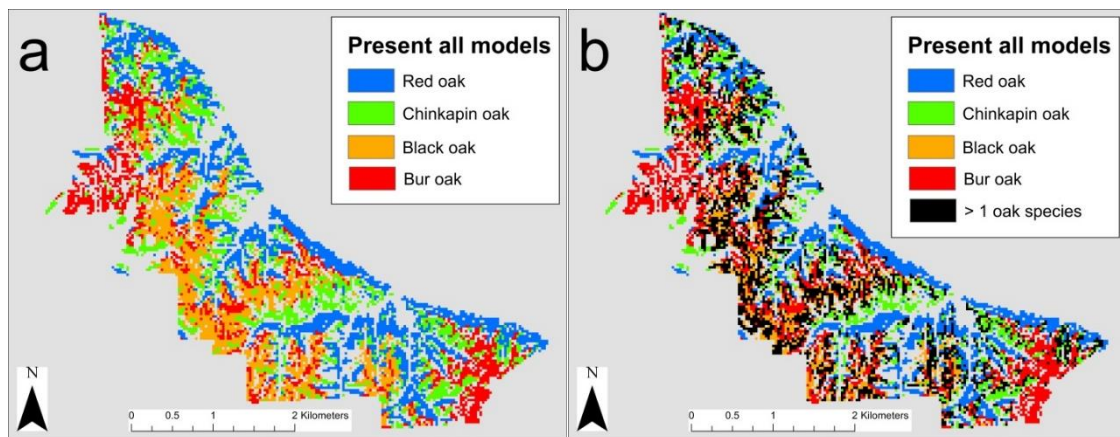 a
Present all models
Red oak
Chinkapin oak
Black oak
Bur oak
N
0 0.5 1 2 Kilometers
b
Present all models
Red oak
Chinkapin oak
Black oak
Bur oak
> 1 oak species
N
0 0.5 1 2 Kilometers